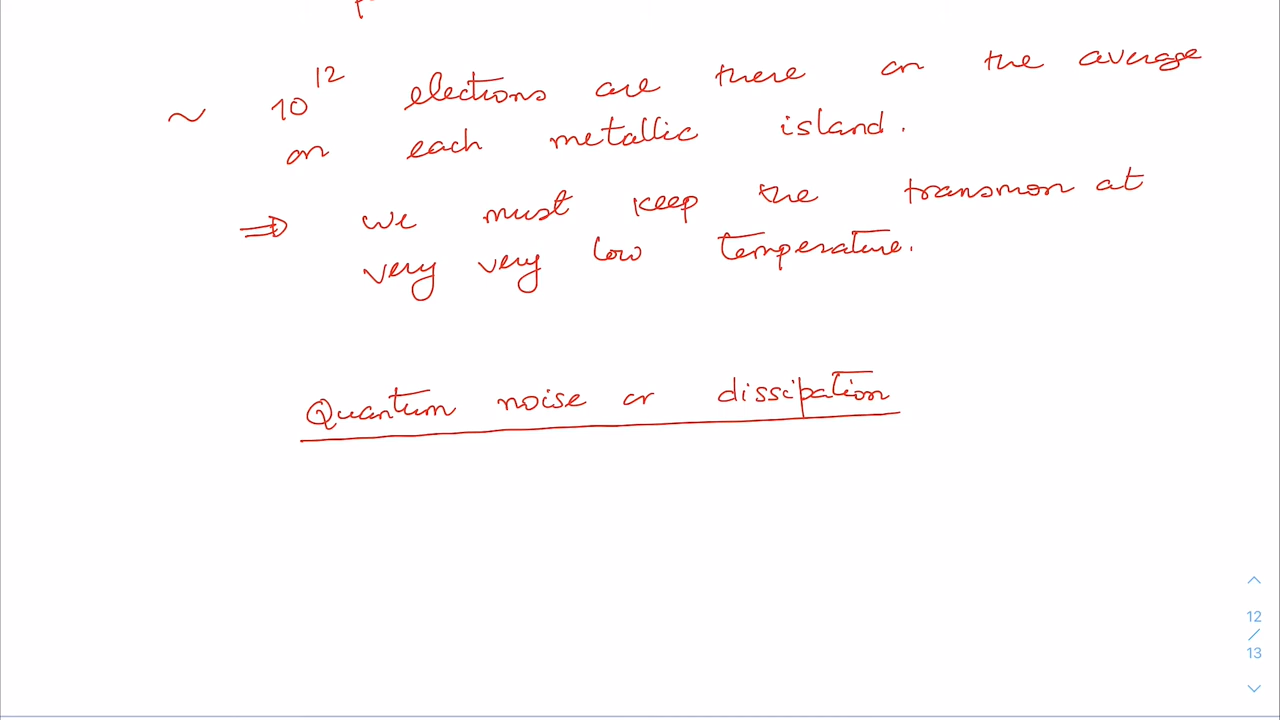 ~ 10^12 electrons are there on the average
on each metallic island.
⇒ we must keep the transmon at
very very low temperature.
Quantum noise or dissipation
12
/
13